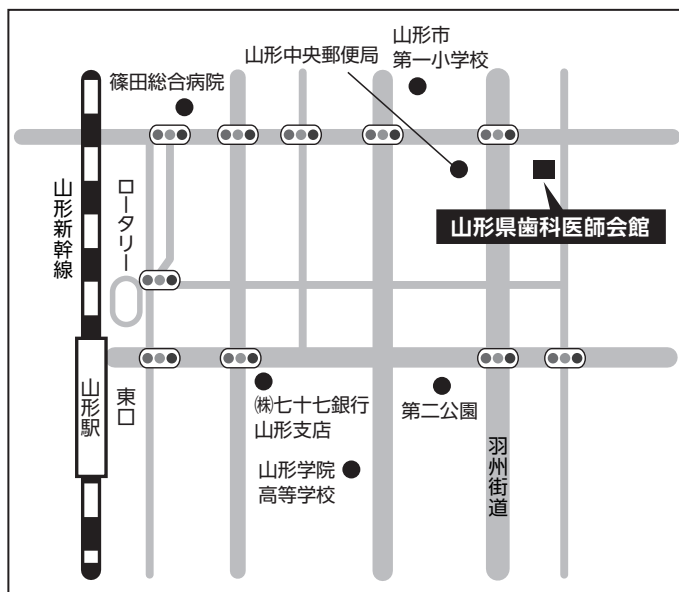 山形市
第一小学校
山形中央郵便局
篠田総合病院
山形新幹線
ロータリー
山形県歯科医師会館
山形駅
東口
㈱七十七銀行
山形支店
第二公園
山形学院
高等学校
羽州街道